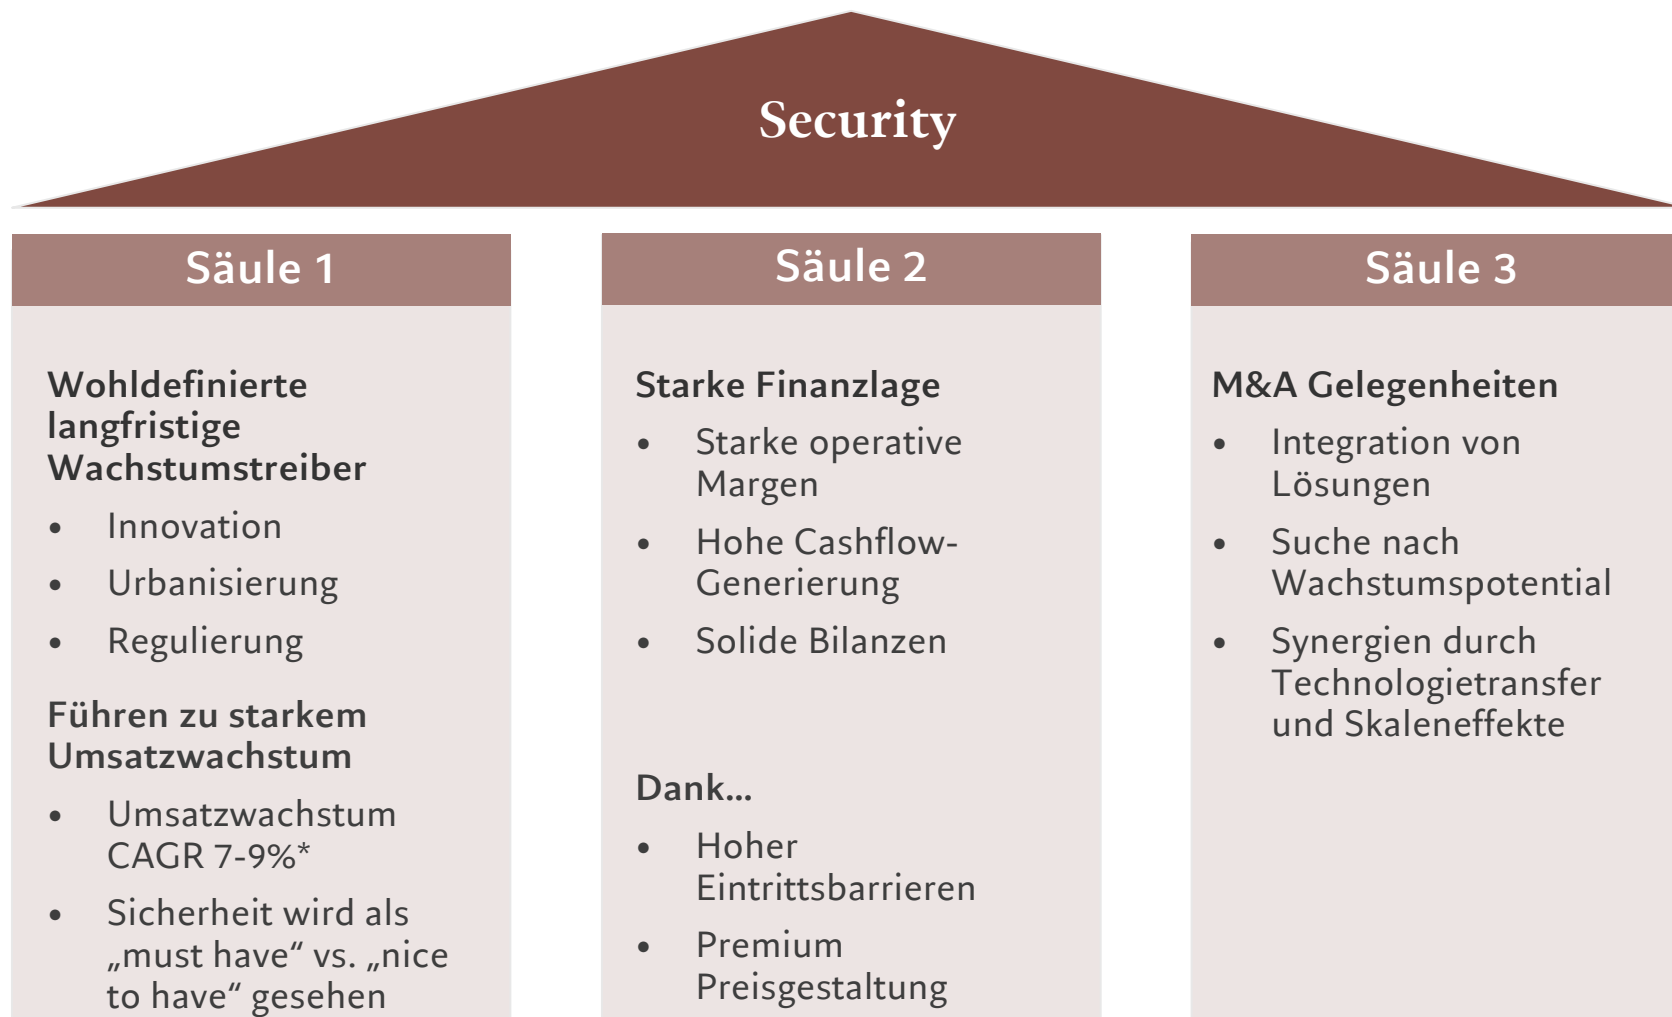 Security
Säule 1
Wohldefinierte
langfristige
Wachstumstreiber
• Innovation
• Urbanisierung
• Regulierung
Führen zu starkem
Umsatzwachstum
• Umsatzwachstum
CAGR 7-9%*
• Sicherheit wird als
„must have“ vs. „nice
to have“ gesehen
Säule 2
Starke Finanzlage
• Starke operative
Margen
• Hohe Cashflow-
Generierung
• Solide Bilanzen
Dank...
• Hoher
Eintrittsbarrieren
• Premium
Preisgestaltung
Säule 3
M&A Gelegenheiten
• Integration von
Lösungen
• Suche nach
Wachstumspotential
• Synergien durch
Technologietransfer
und Skaleneffekte